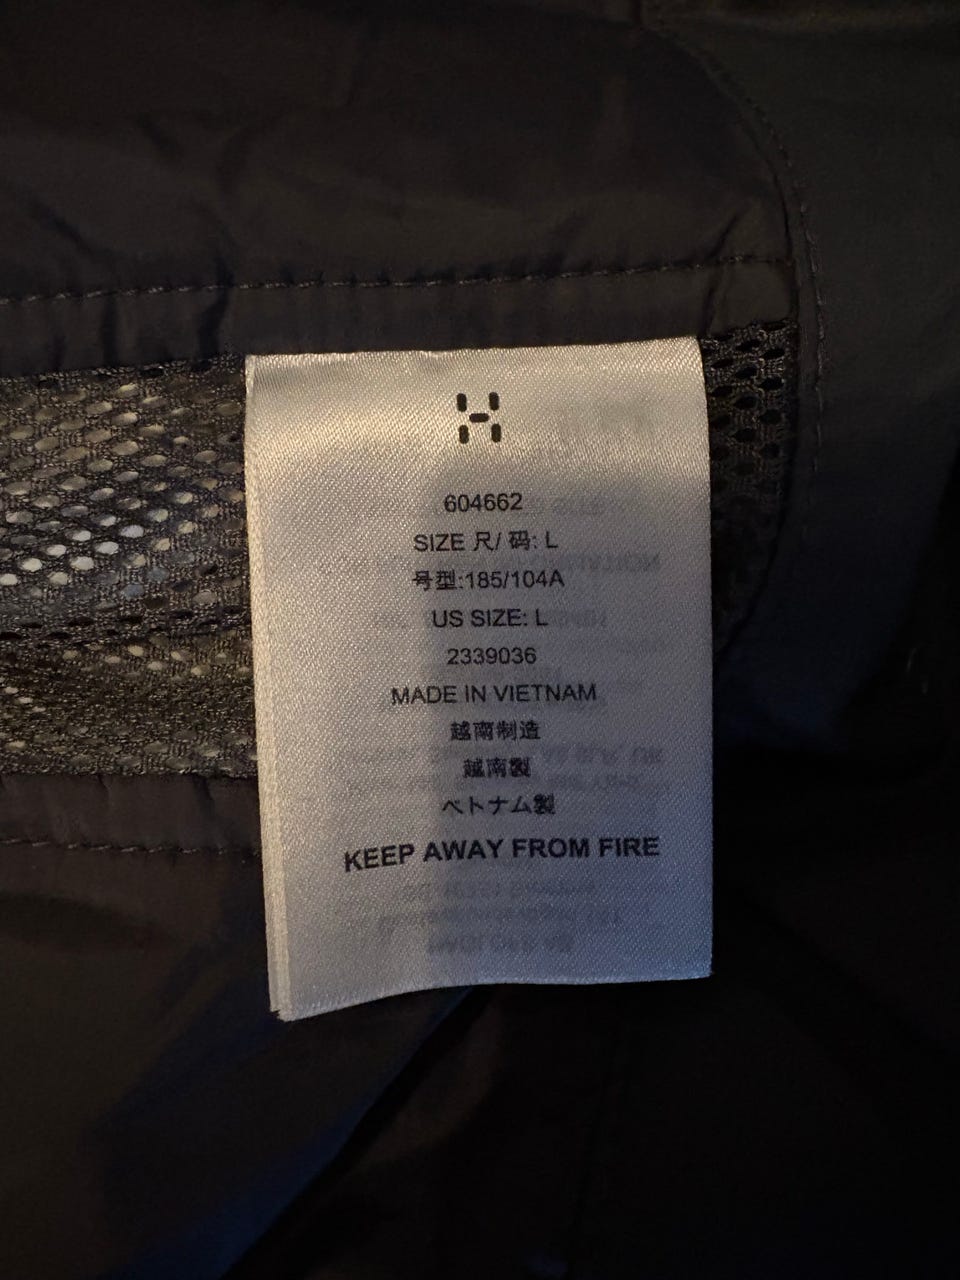 604662
SIZE 尺/ 码: L
号型:185/104A
US SIZE: L
2339036
MADE IN VIETNAM
越南制造
越南製
ベトナム製
KEEP AWAY FROM FIRE